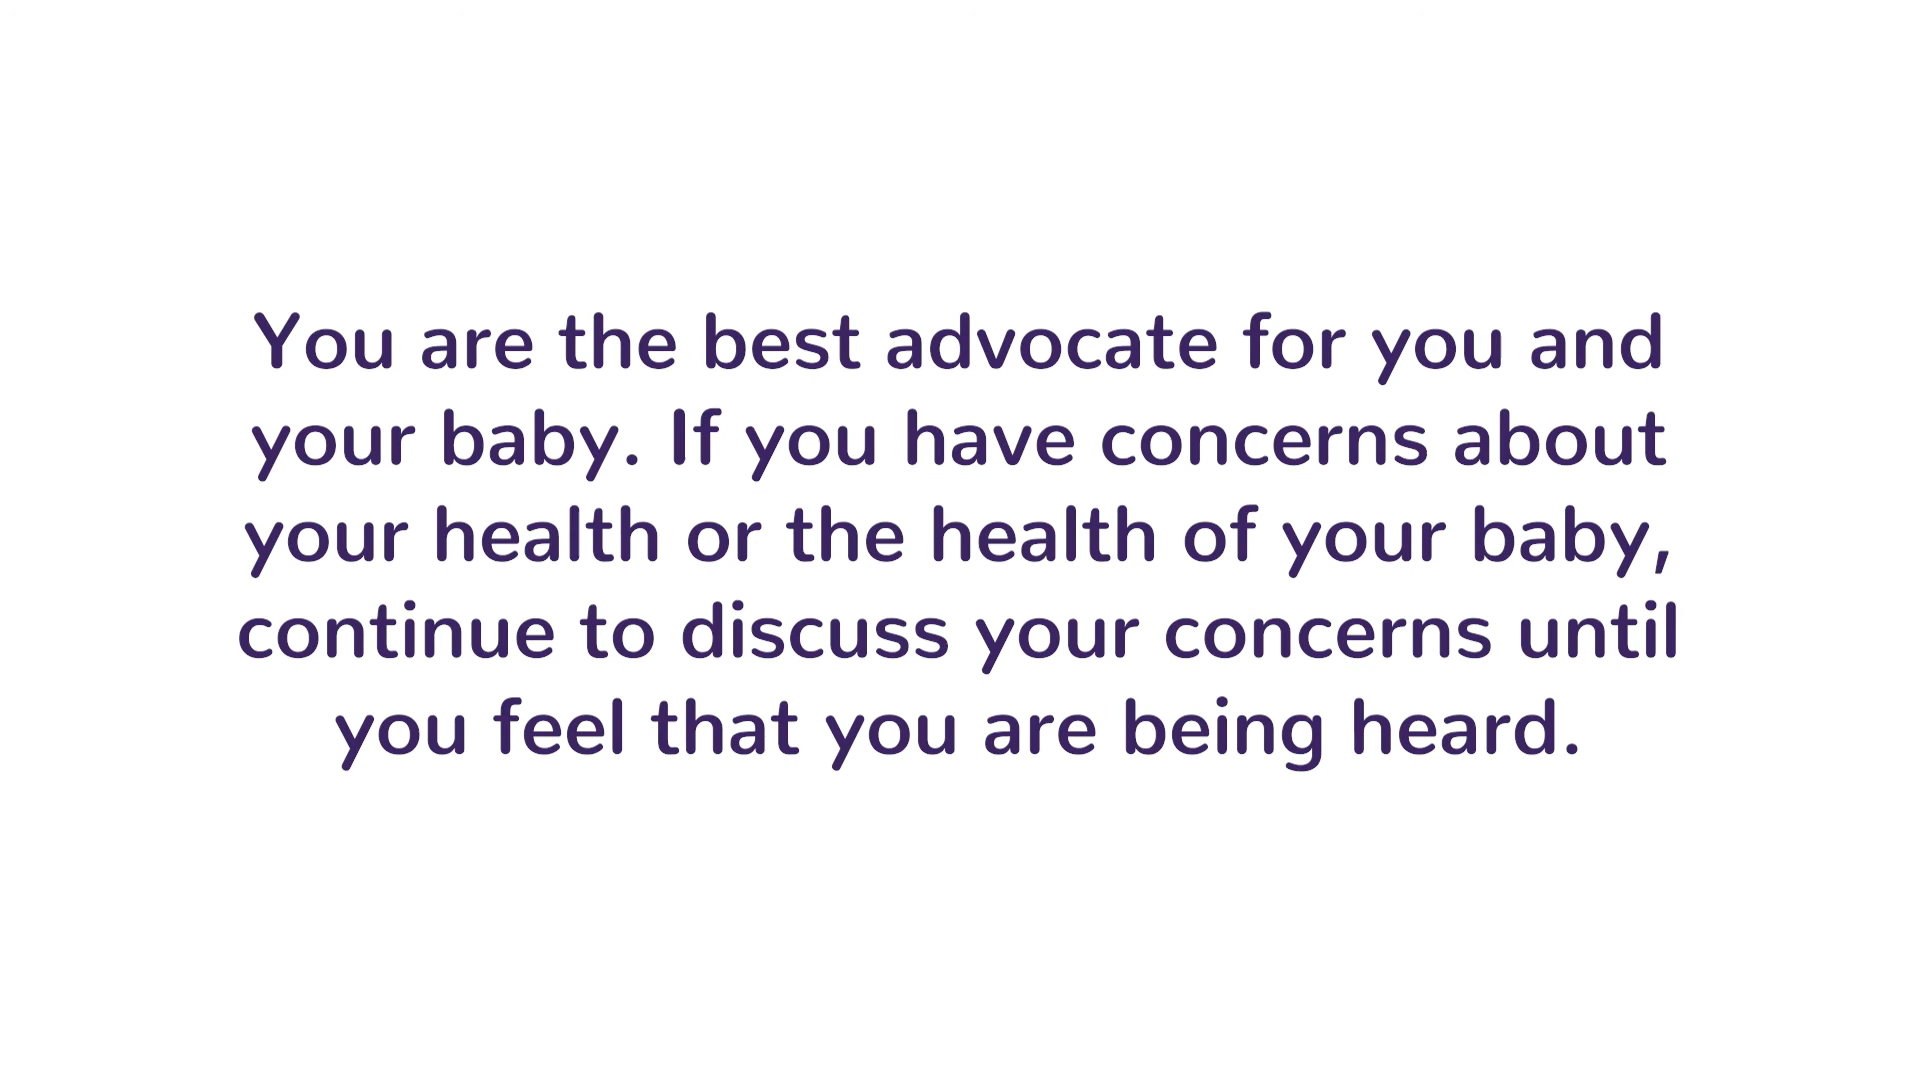 You are the best advocate for you and
your baby. If you have concerns about
your health or the health of your baby,
continue to discuss your concerns until
you feel that you are being heard.